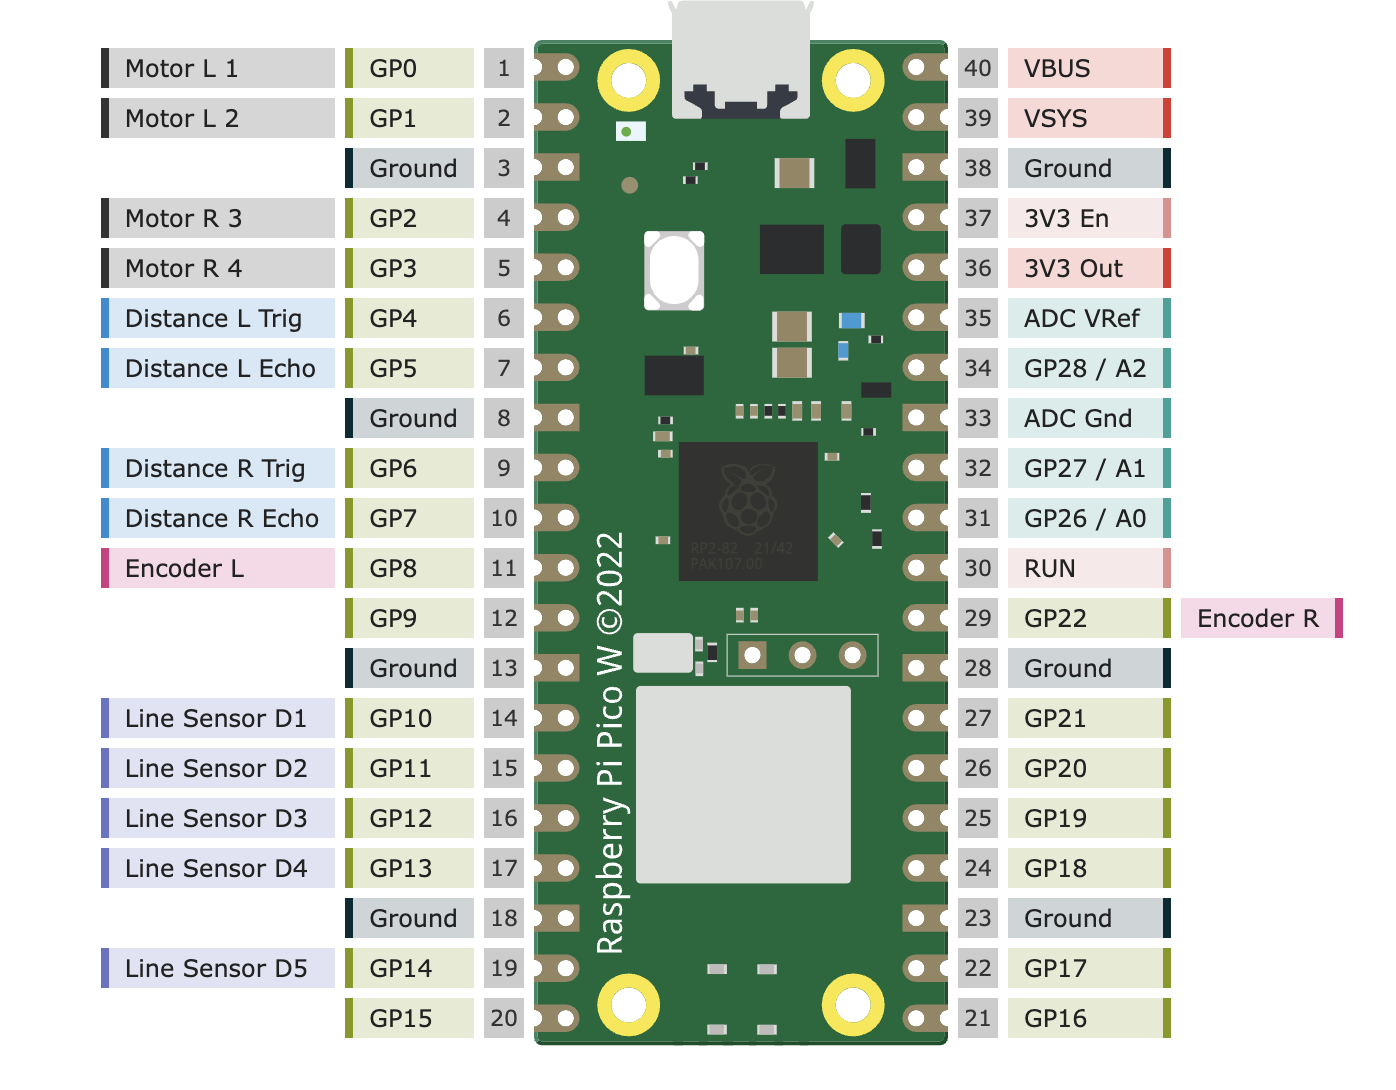 Motor L 1 GP0 1 40 VBUS
Motor L 2 GP1 2 39 VSYS
Ground 3 38 Ground
Motor R 3 GP2 4 37 3V3 En
Motor R 4 GP3 5 36 3V3 Out
Distance L Trig GP4 6 35 ADC VRef
Distance L Echo GP5 7 34 GP28 / A2
Ground 8 33 ADC Gnd
Distance R Trig GP6 9 32 GP27 / A1
Distance R Echo GP7 10 31 GP26 / A0
Encoder L GP8 11 30 RUN
GP9 12 29 GP22 Encoder R
Ground 13 28 Ground
Line Sensor D1 GP10 14 27 GP21
Line Sensor D2 GP11 15 26 GP20
Line Sensor D3 GP12 16 25 GP19
Line Sensor D4 GP13 17 24 GP18
Ground 18 23 Ground
Line Sensor D5 GP14 19 22 GP17
GP15 20 21 GP16
Raspberry Pi Pico W ©2022
RP2-82 21/42
PAK107.00